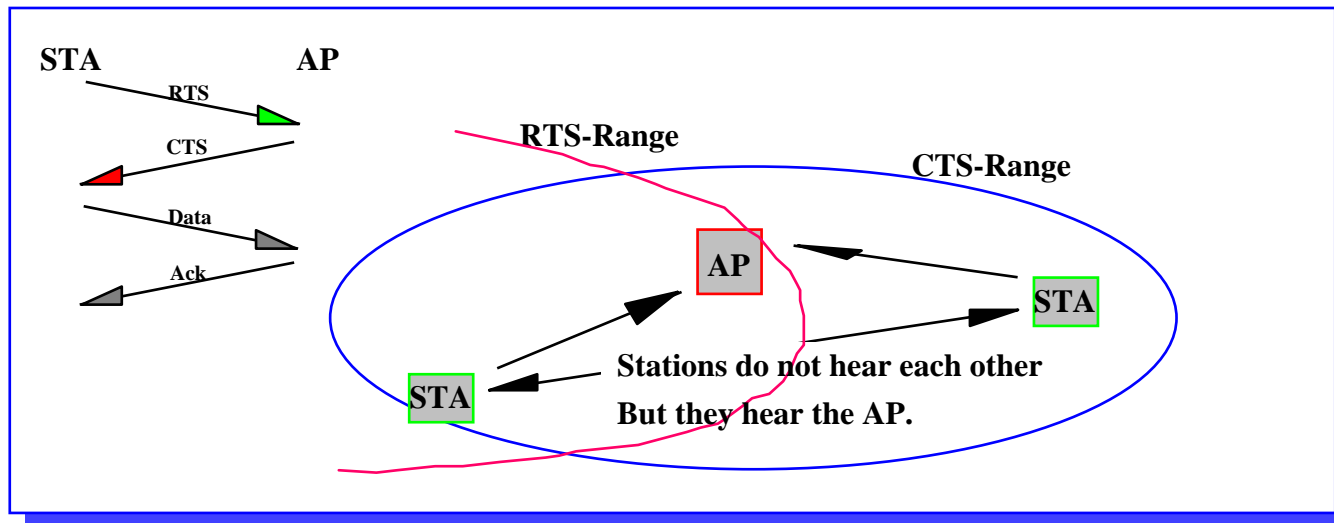 STA
AP
RTS
CTS
Data
Ack
RTS-Range
CTS-Range
AP
STA
STA
Stations do not hear each other
But they hear the AP.